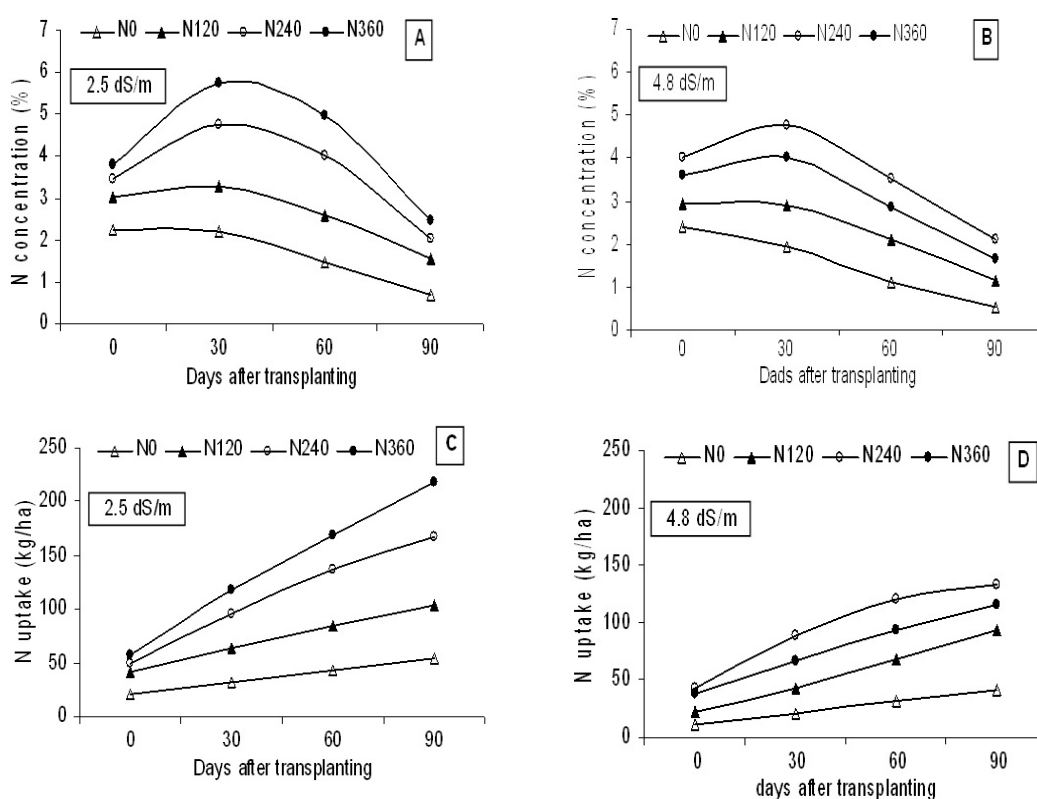 N0 N120 N240 N360
A
2.5 dS/m
N concentration (%)
7
6
5
4
3
2
1
0
0 30 60 90
Days after transplanting
N0 N120 N240 N360
B
4.8 dS/m
N concentration (%)
7
6
5
4
3
2
1
0
0 30 60 90
Dads after transplanting
N0 N120 N240 N360
C
2.5 dS/m
N uptake (kg/ha)
250
200
150
100
50
0
0 30 60 90
Days after transplanting
N0 N120 N240 N360
D
4.8 dS/m
N uptake (kg/ha)
250
200
150
100
50
0
0 30 60 90
days after transplanting